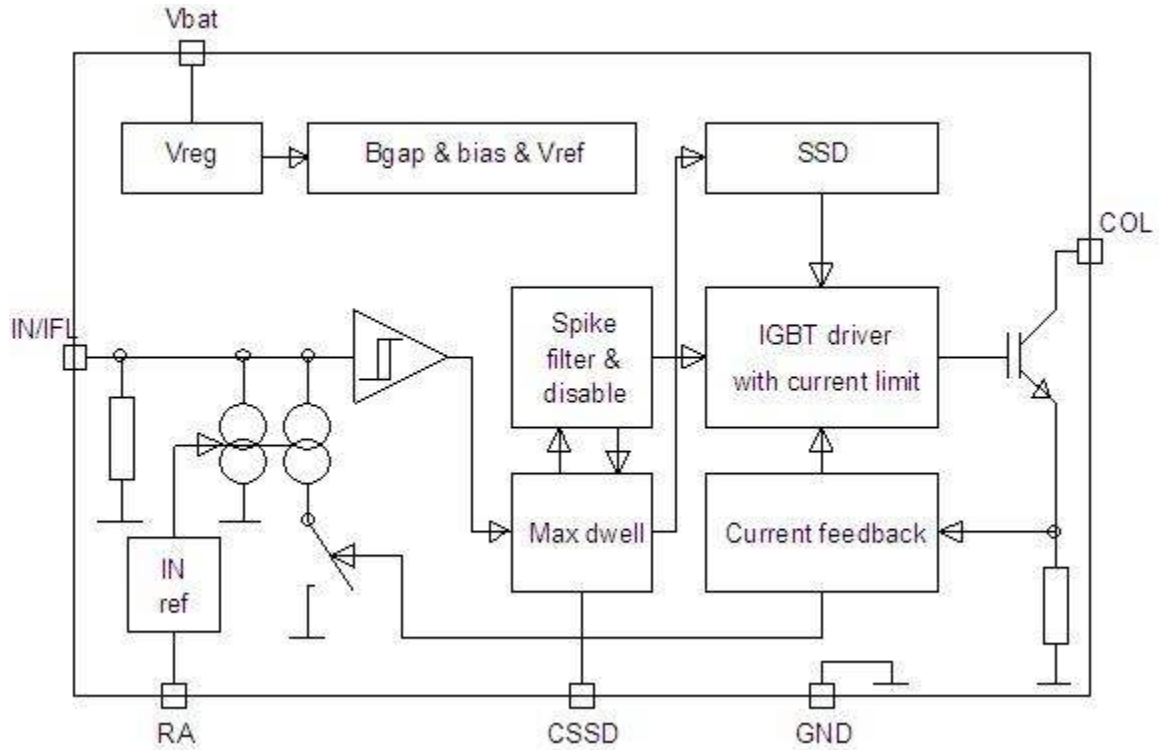 Vbat
Vreg
Bgap & bias & Vref
SSD
COL
IN/IFL
Spike
filter &
disable
IGBT driver
with current limit
Max dwell
Current feedback
IN
ref
RA
CSSD
GND